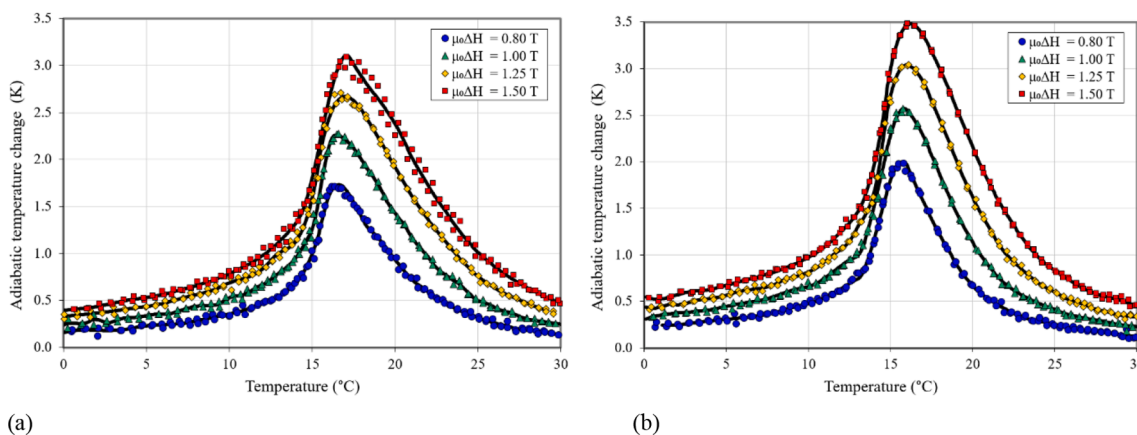 (a)
3.5
3.0
2.5
2.0
1.5
1.0
0.5
0.0
Adiabatic temperature change (K)
μ₀ΔH = 0.80 T
μ₀ΔH = 1.00 T
μ₀ΔH = 1.25 T
μ₀ΔH = 1.50 T
0 5 10 15 20 25 30
Temperature (°C)
(b)
3.5
3.0
2.5
2.0
1.5
1.0
0.5
0.0
Adiabatic temperature change (K)
μ₀ΔH = 0.80 T
μ₀ΔH = 1.00 T
μ₀ΔH = 1.25 T
μ₀ΔH = 1.50 T
0 5 10 15 20 25 30
Temperature (°C)
(a)
(b)